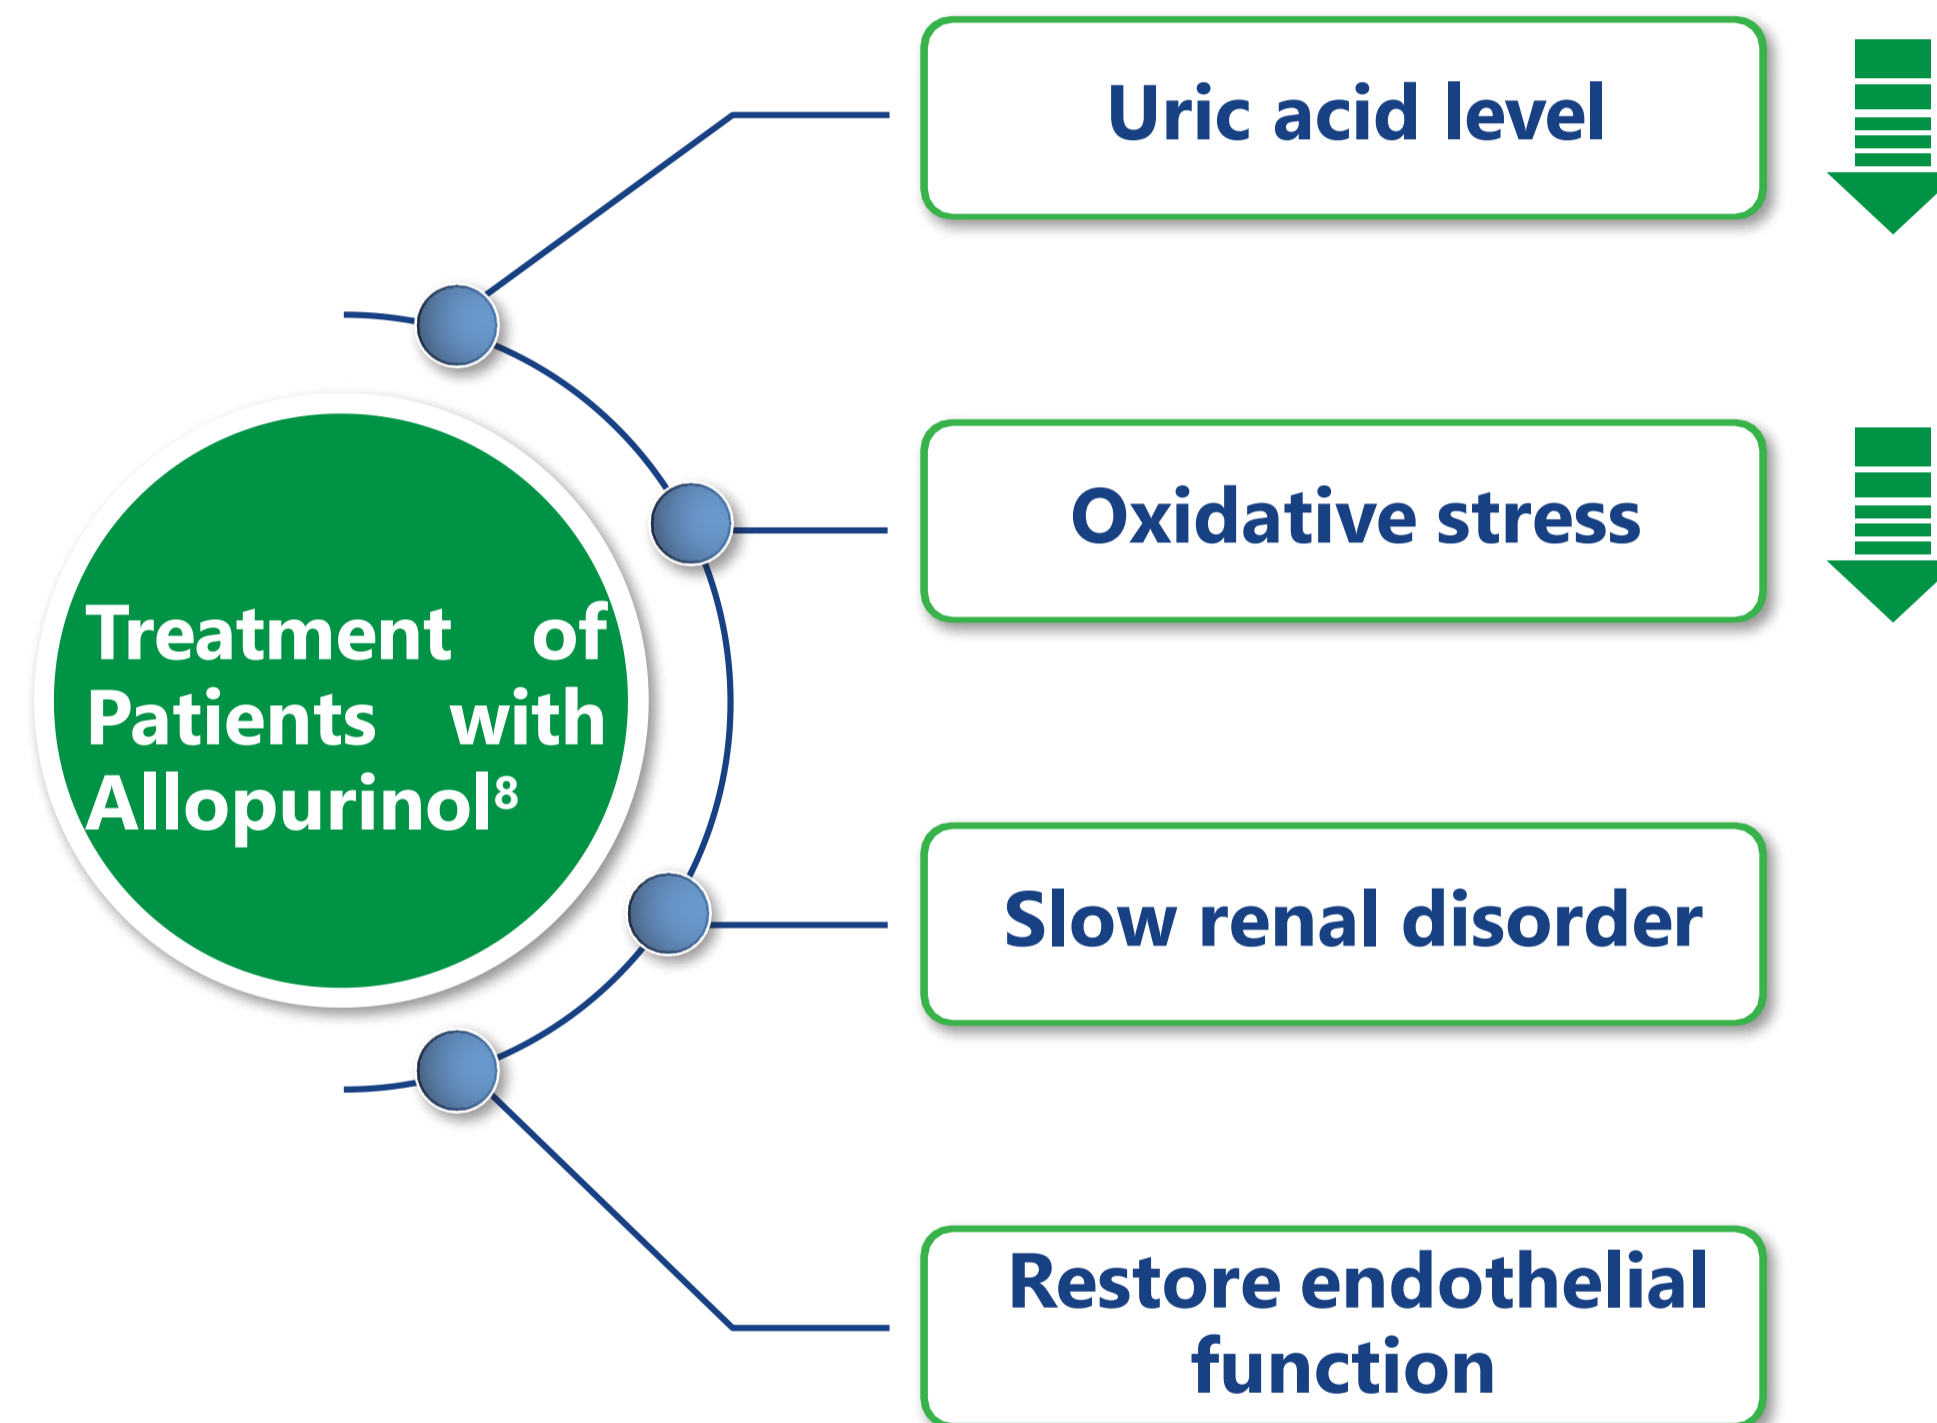 Uric acid level
Oxidative stress
Treatment of
Patients with
Allopurinol⁸
Slow renal disorder
Restore endothelial
function